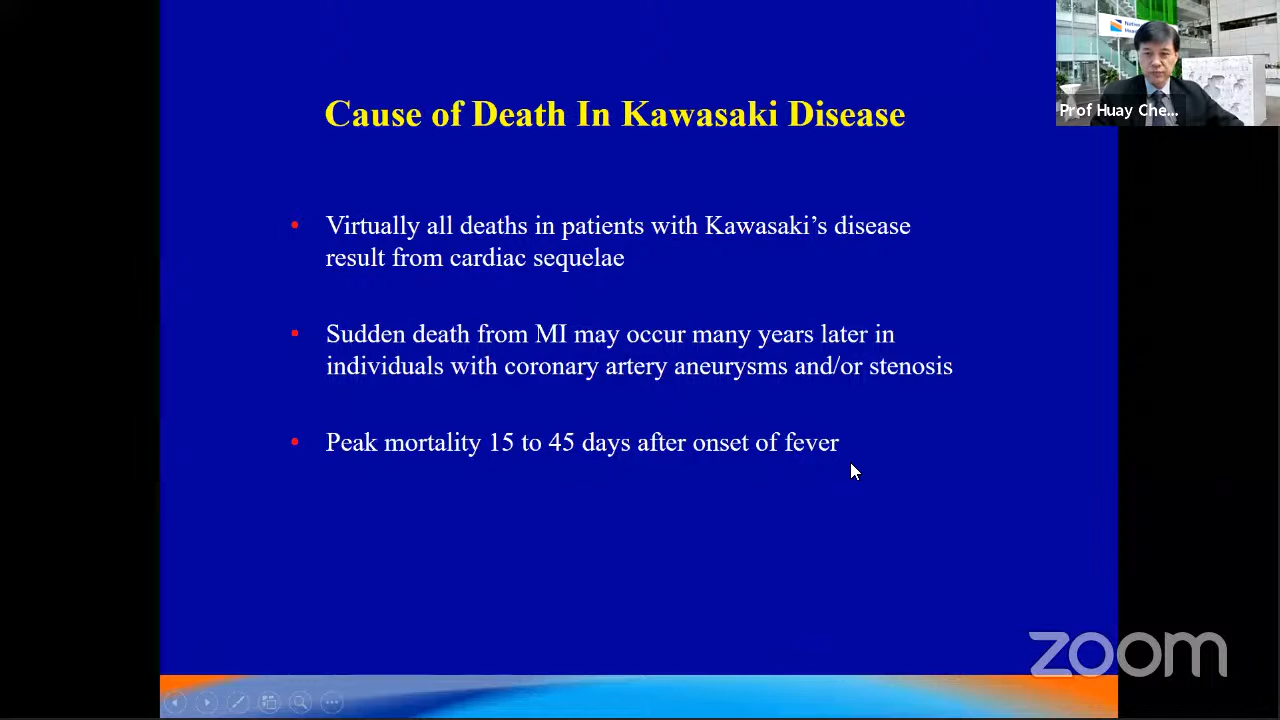 Cause of Death In Kawasaki Disease
• Virtually all deaths in patients with Kawasaki’s disease
result from cardiac sequelae
• Sudden death from MI may occur many years later in
individuals with coronary artery aneurysms and/or stenosis
• Peak mortality 15 to 45 days after onset of fever
Prof Huay Che...
zoom